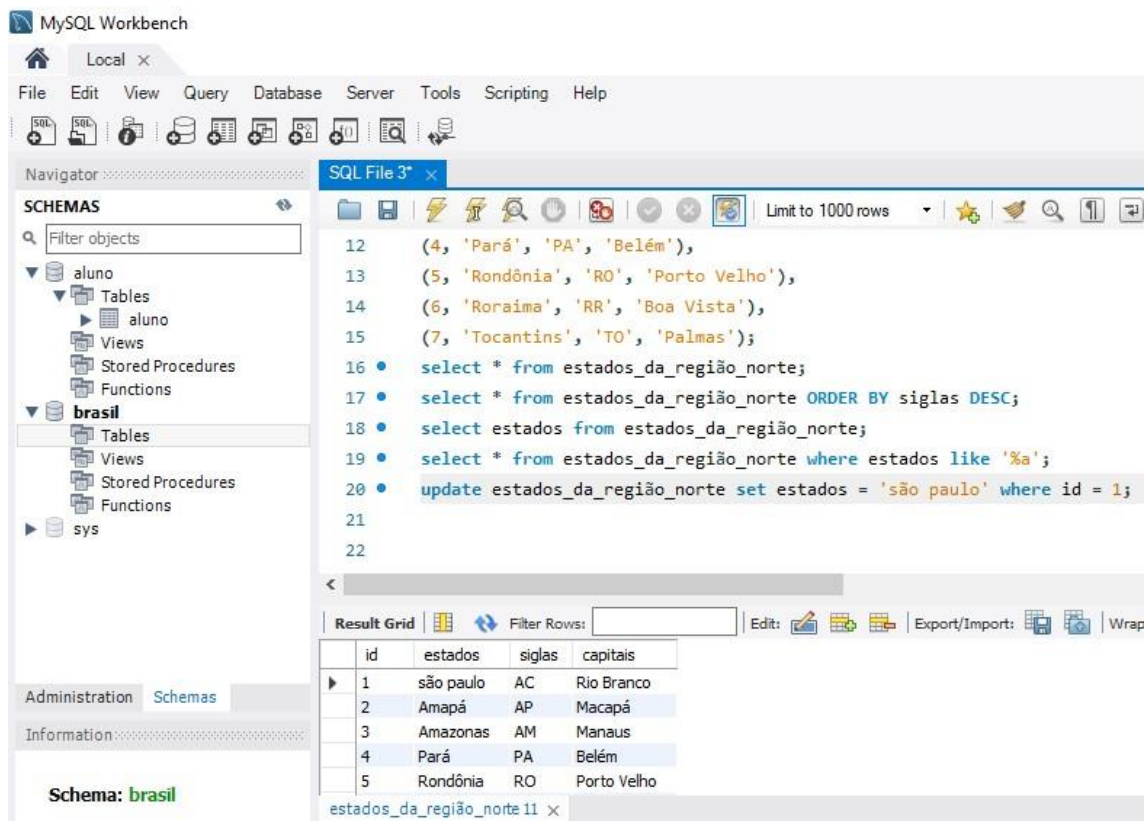 MySQL Workbench
Local ×
File Edit View Query Database Server Tools Scripting Help
Navigator
SCHEMAS
Filter objects
aluno
Tables
aluno
Views
Stored Procedures
Functions
brasil
Tables
Views
Stored Procedures
Functions
sys
Administration Schemas
Information
Schema: brasil
SQL File 3* ×
Limit to 1000 rows
12 (4, 'Pará', 'PA', 'Belém'),
13 (5, 'Rondônia', 'RO', 'Porto Velho'),
14 (6, 'Roraima', 'RR', 'Boa Vista'),
15 (7, 'Tocantins', 'TO', 'Palmas');
16 select * from estados_da_região_norte;
17 select * from estados_da_região_norte ORDER BY siglas DESC;
18 select estados from estados_da_região_norte;
19 select * from estados_da_região_norte where estados like '%a';
20 update estados_da_região_norte set estados = 'são paulo' where id = 1;
21
22
Result Grid Filter Rows: Edit: Export/Import: Wrap
id estados siglas capitais
1 são paulo AC Rio Branco
2 Amapá AP Macapá
3 Amazonas AM Manaus
4 Pará PA Belém
5 Rondônia RO Porto Velho
estados_da_região_norte 11 ×